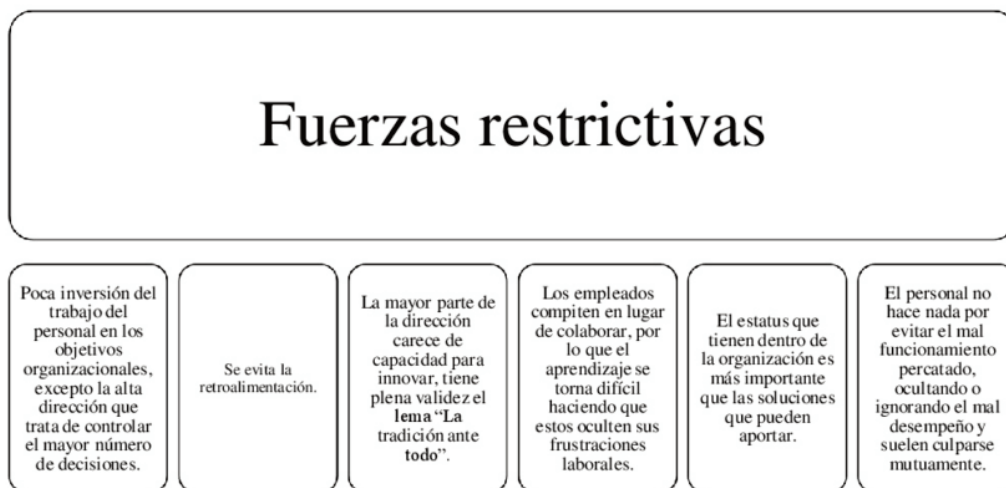 Fuerzas restrictivas
Poca inversión del
trabajo del
personal en los
objetivos
organizacionales,
excepto la alta
dirección que
trata de controlar
el mayor número
de decisiones.
Se evita la
retroalimentación.
La mayor parte de
la dirección
carece de
capacidad para
innovar, tiene
plena validez el
lema “La
tradición ante
todo”.
Los empleados
compiten en lugar
de colaborar, por
lo que el
aprendizaje se
torna difícil
haciendo que
estos oculten sus
frustraciones
laborales.
El estatus que
tienen dentro de
la organización es
más importante
que las soluciones
que pueden
aportar.
El personal no
hace nada por
evitar el mal
funcionamiento
percatado,
ocultando o
ignorando el mal
desempeño y
suelen culparse
mutuamente.